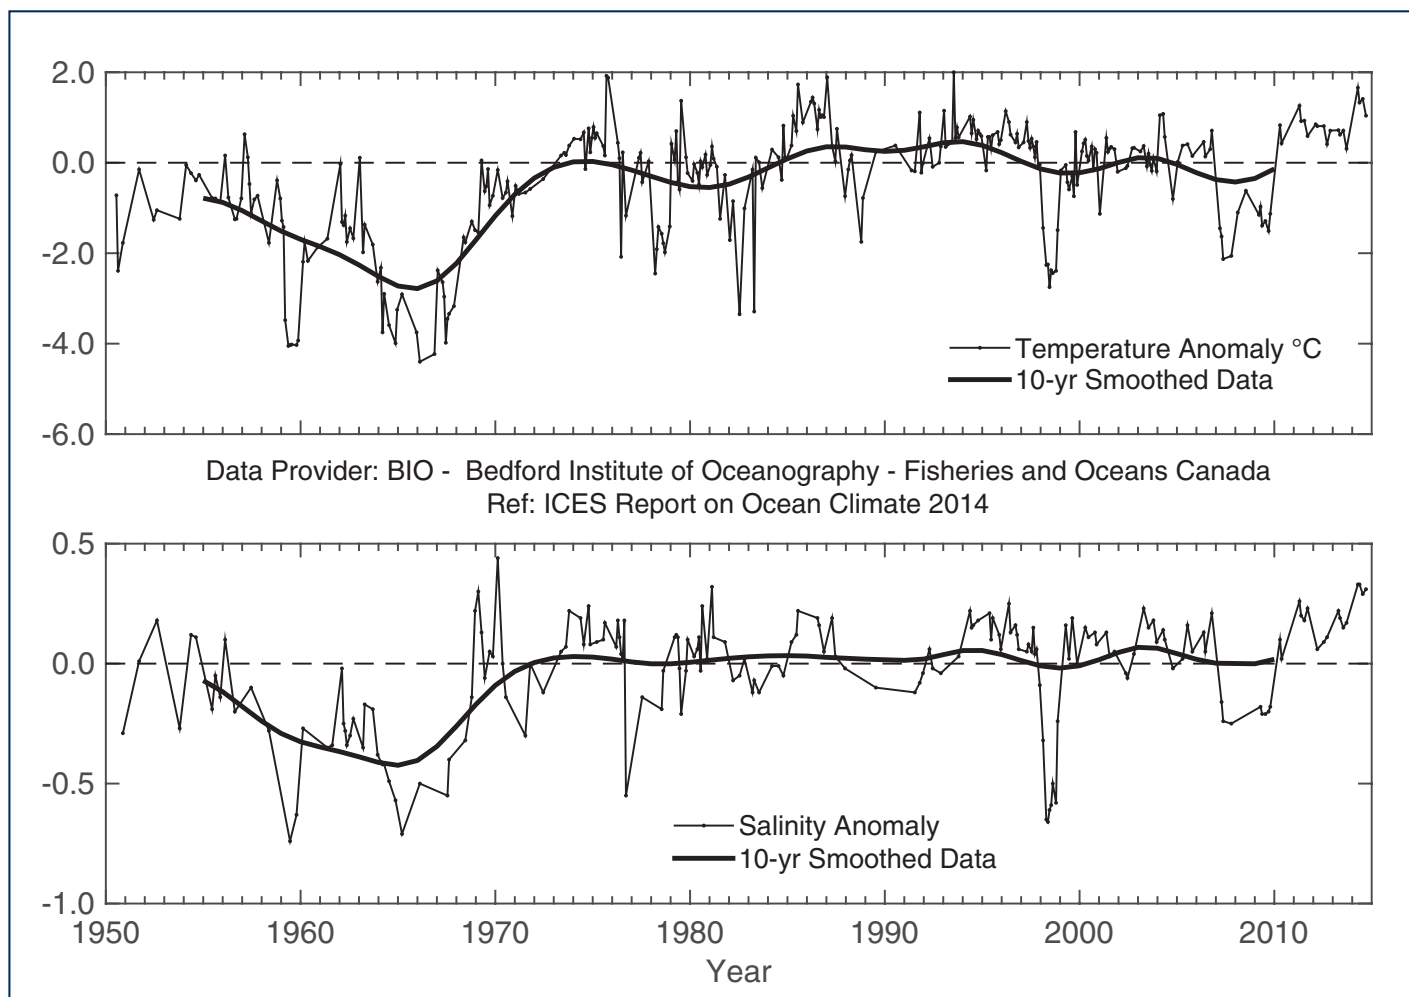 2.0
0.0
-2.0
-4.0
-6.0
Temperature Anomaly °C
10-yr Smoothed Data
Data Provider: BIO - Bedford Institute of Oceanography - Fisheries and Oceans Canada
Ref: ICES Report on Ocean Climate 2014
0.5
0.0
-0.5
-1.0
Salinity Anomaly
10-yr Smoothed Data
1950 1960 1970 1980 1990 2000 2010
Year